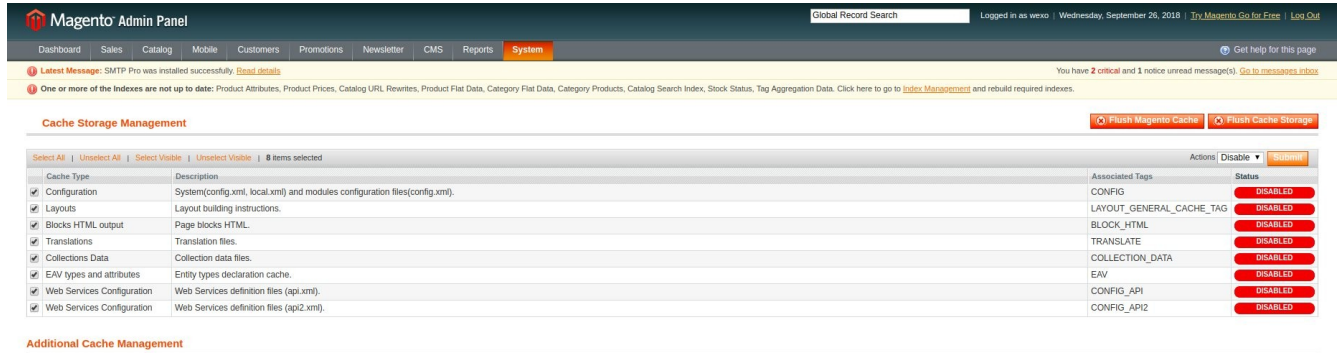 Magento Admin Panel
Global Record Search
Logged in as wexo | Wednesday, September 26, 2018 | Try Magento Go for Free | Log Out
Dashboard Sales Catalog Mobile Customers Promotions Newsletter CMS Reports System
Get help for this page
Latest Message: SMTP Pro was installed successfully. Read details
You have 2 critical and 1 notice unread message(s). Go to messages inbox
One or more of the Indexes are not up to date: Product Attributes, Product Prices, Catalog URL Rewrites, Product Flat Data, Category Flat Data, Category Products, Catalog Search Index, Stock Status, Tag Aggregation Data. Click here to go to Index Management and rebuild required indexes.
Cache Storage Management
Flush Magento Cache Flush Cache Storage
Select All | Unselect All | Select Visible | Unselect Visible | 8 items selected
Actions Disable Submit
Cache Type Description Associated Tags Status
Configuration System(config.xml, local.xml) and modules configuration files(config.xml). CONFIG DISABLED
Layouts Layout building instructions. LAYOUT_GENERAL_CACHE_TAG DISABLED
Blocks HTML output Page blocks HTML. BLOCK_HTML DISABLED
Translations Translation files. TRANSLATE DISABLED
Collections Data Collection data files. COLLECTION_DATA DISABLED
EAV types and attributes Entity types declaration cache. EAV DISABLED
Web Services Configuration Web Services definition files (api.xml). CONFIG_API DISABLED
Web Services Configuration Web Services definition files (api2.xml). CONFIG_API2 DISABLED
Additional Cache Management